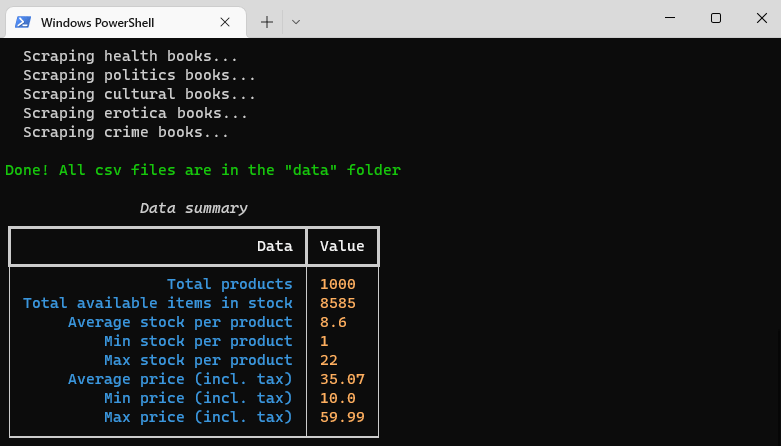 Windows PowerShell
Scraping health books...
Scraping politics books...
Scraping cultural books...
Scraping erotica books...
Scraping crime books...
Done! All csv files are in the "data" folder
Data summary
Data Value
Total products 1000
Total available items in stock 8585
Average stock per product 8.6
Min stock per product 1
Max stock per product 22
Average price (incl. tax) 35.07
Min price (incl. tax) 10.0
Max price (incl. tax) 59.99